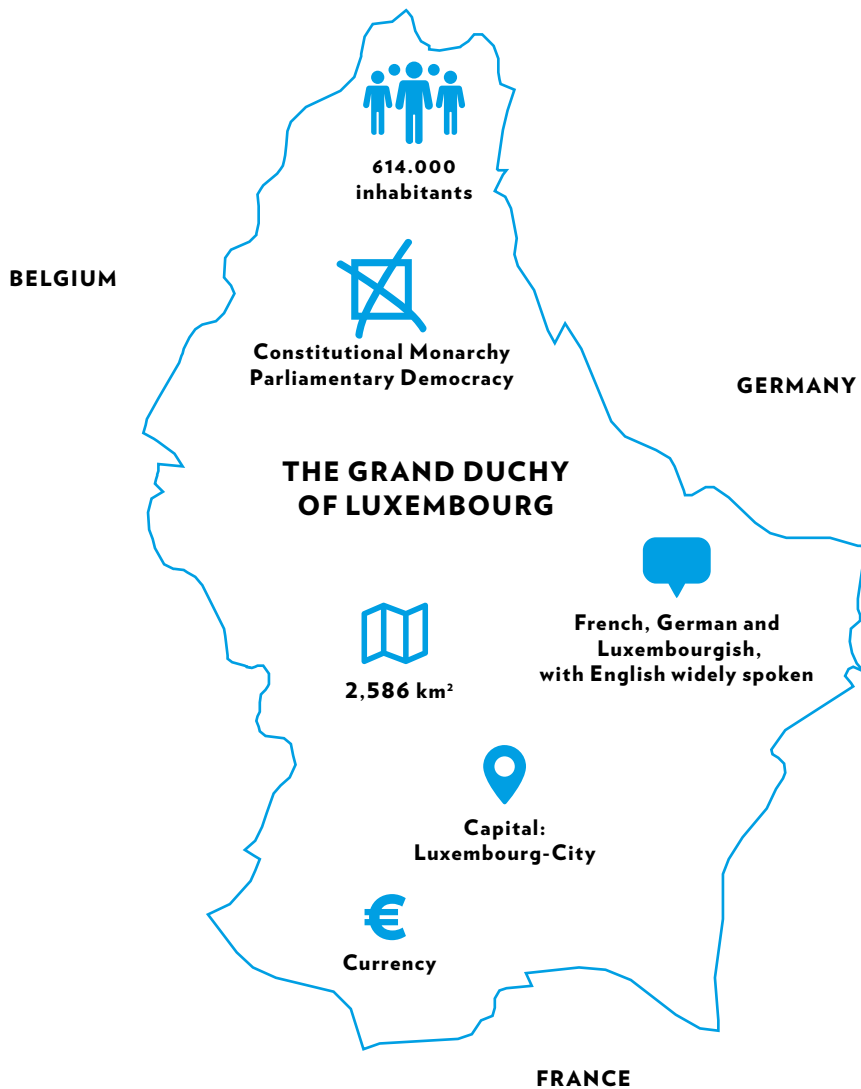 614.000
inhabitants
BELGIUM
Constitutional Monarchy
Parliamentary Democracy
GERMANY
THE GRAND DUCHY
OF LUXEMBOURG
French, German and
Luxembourgish,
with English widely spoken
2,586 km²
Capital:
Luxembourg-City
€
Currency
FRANCE